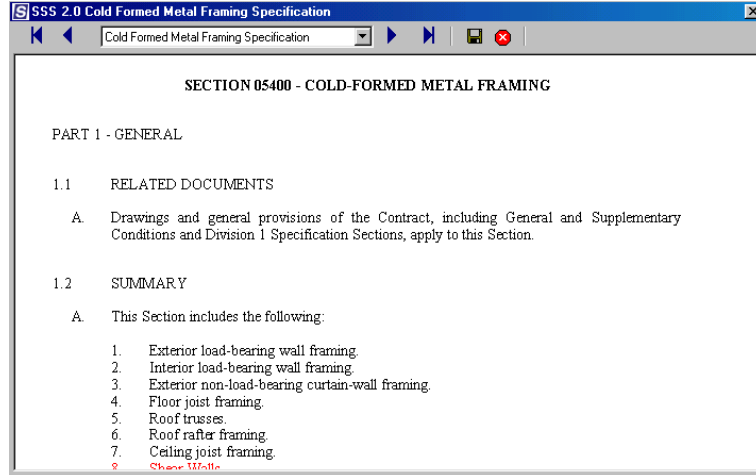 S SSS 2.0 Cold Formed Metal Framing Specification
Cold Formed Metal Framing Specification
SECTION 05400 - COLD-FORMED METAL FRAMING
PART 1 - GENERAL
1.1 RELATED DOCUMENTS
A. Drawings and general provisions of the Contract, including General and Supplementary
Conditions and Division 1 Specification Sections, apply to this Section.
1.2 SUMMARY
A. This Section includes the following:
1. Exterior load-bearing wall framing.
2. Interior load-bearing wall framing.
3. Exterior non-load-bearing curtain-wall framing.
4. Floor joist framing.
5. Roof trusses.
6. Roof rafter framing.
7. Ceiling joist framing.
8. Shear Walls